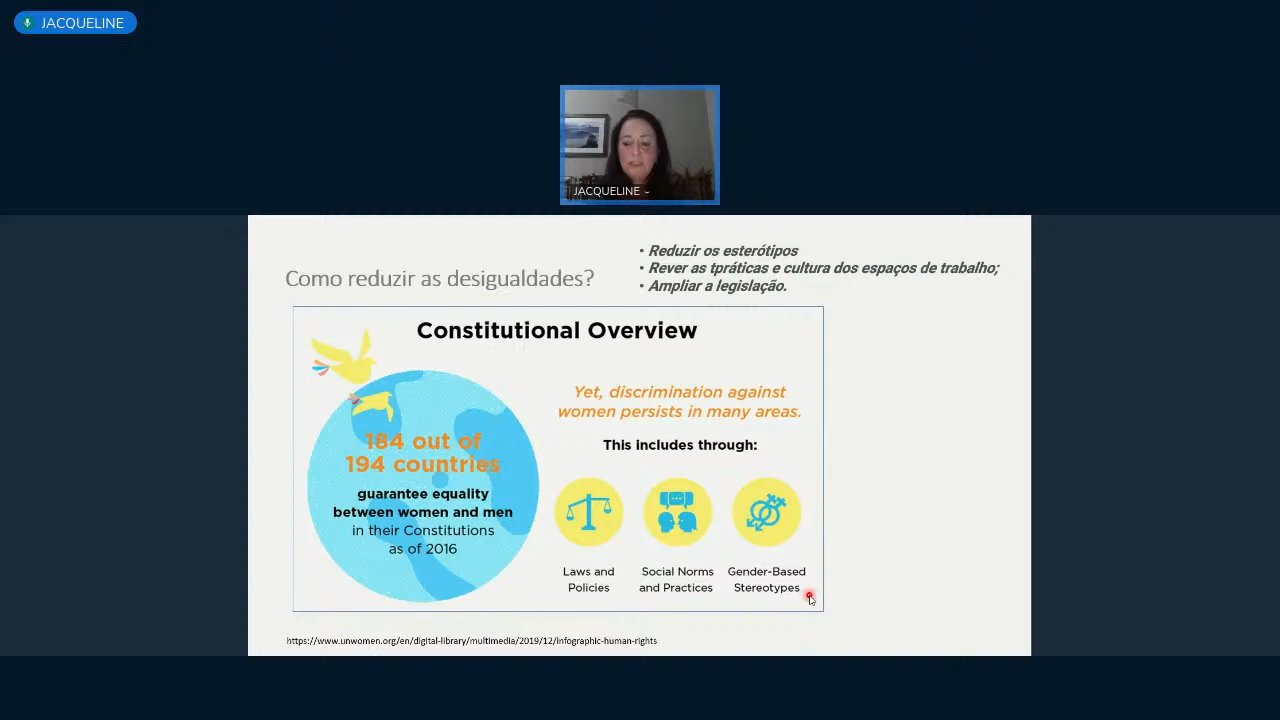 JACQUELINE
JACQUELINE
Como reduzir as desigualdades?
• Reduzir os esterótipos
• Rever as tpráticas e cultura dos espaços de trabalho;
• Ampliar a legislação.
Constitutional Overview
184 out of
194 countries
guarantee equality
between women and men
in their Constitutions
as of 2016
Yet, discrimination against
women persists in many areas.
This includes through:
Laws and
Policies
Social Norms
and Practices
Gender-Based
Stereotypes
https://www.unwomen.org/en/digital-library/multimedia/2019/12/infographic-human-rights